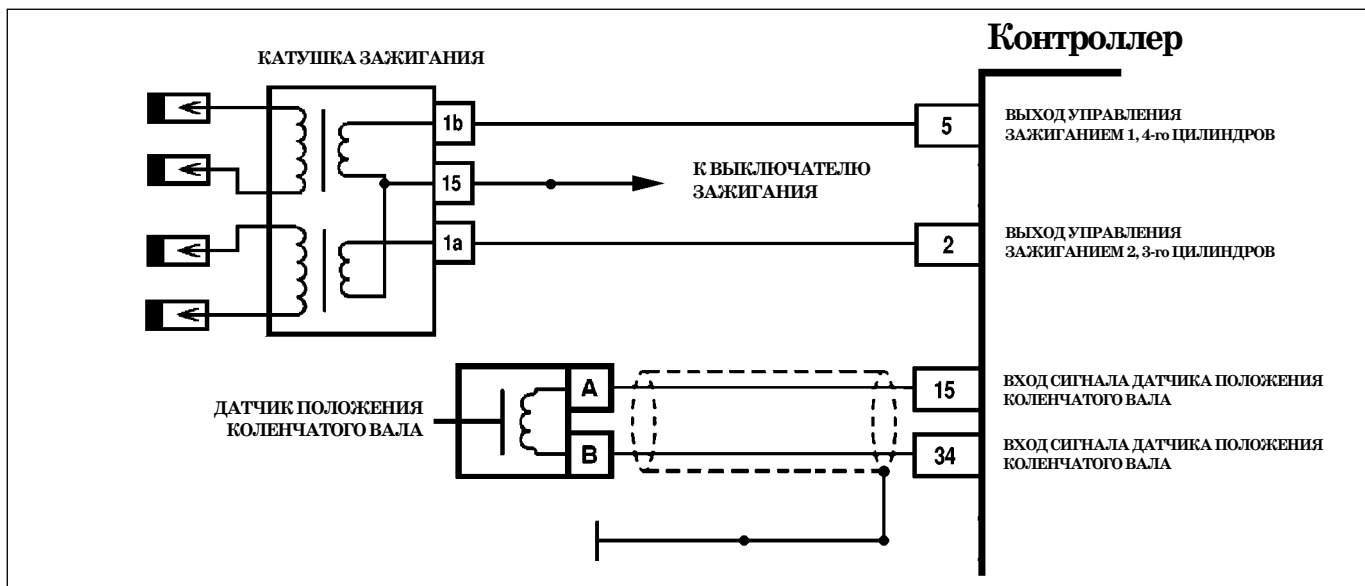 Контроллер
КАТУШКА ЗАЖИГАНИЯ
1b
5
ВЫХОД УПРАВЛЕНИЯ
ЗАЖИГАНИЕМ 1, 4-го ЦИЛИНДРОВ
15
К ВЫКЛЮЧАТЕЛЮ
ЗАЖИГАНИЯ
1a
2
ВЫХОД УПРАВЛЕНИЯ
ЗАЖИГАНИЕМ 2, 3-го ЦИЛИНДРОВ
ДАТЧИК ПОЛОЖЕНИЯ
КОЛЕНЧАТОГО ВАЛА
A
15
ВХОД СИГНАЛА ДАТЧИКА ПОЛОЖЕНИЯ
КОЛЕНЧАТОГО ВАЛА
B
34
ВХОД СИГНАЛА ДАТЧИКА ПОЛОЖЕНИЯ
КОЛЕНЧАТОГО ВАЛА